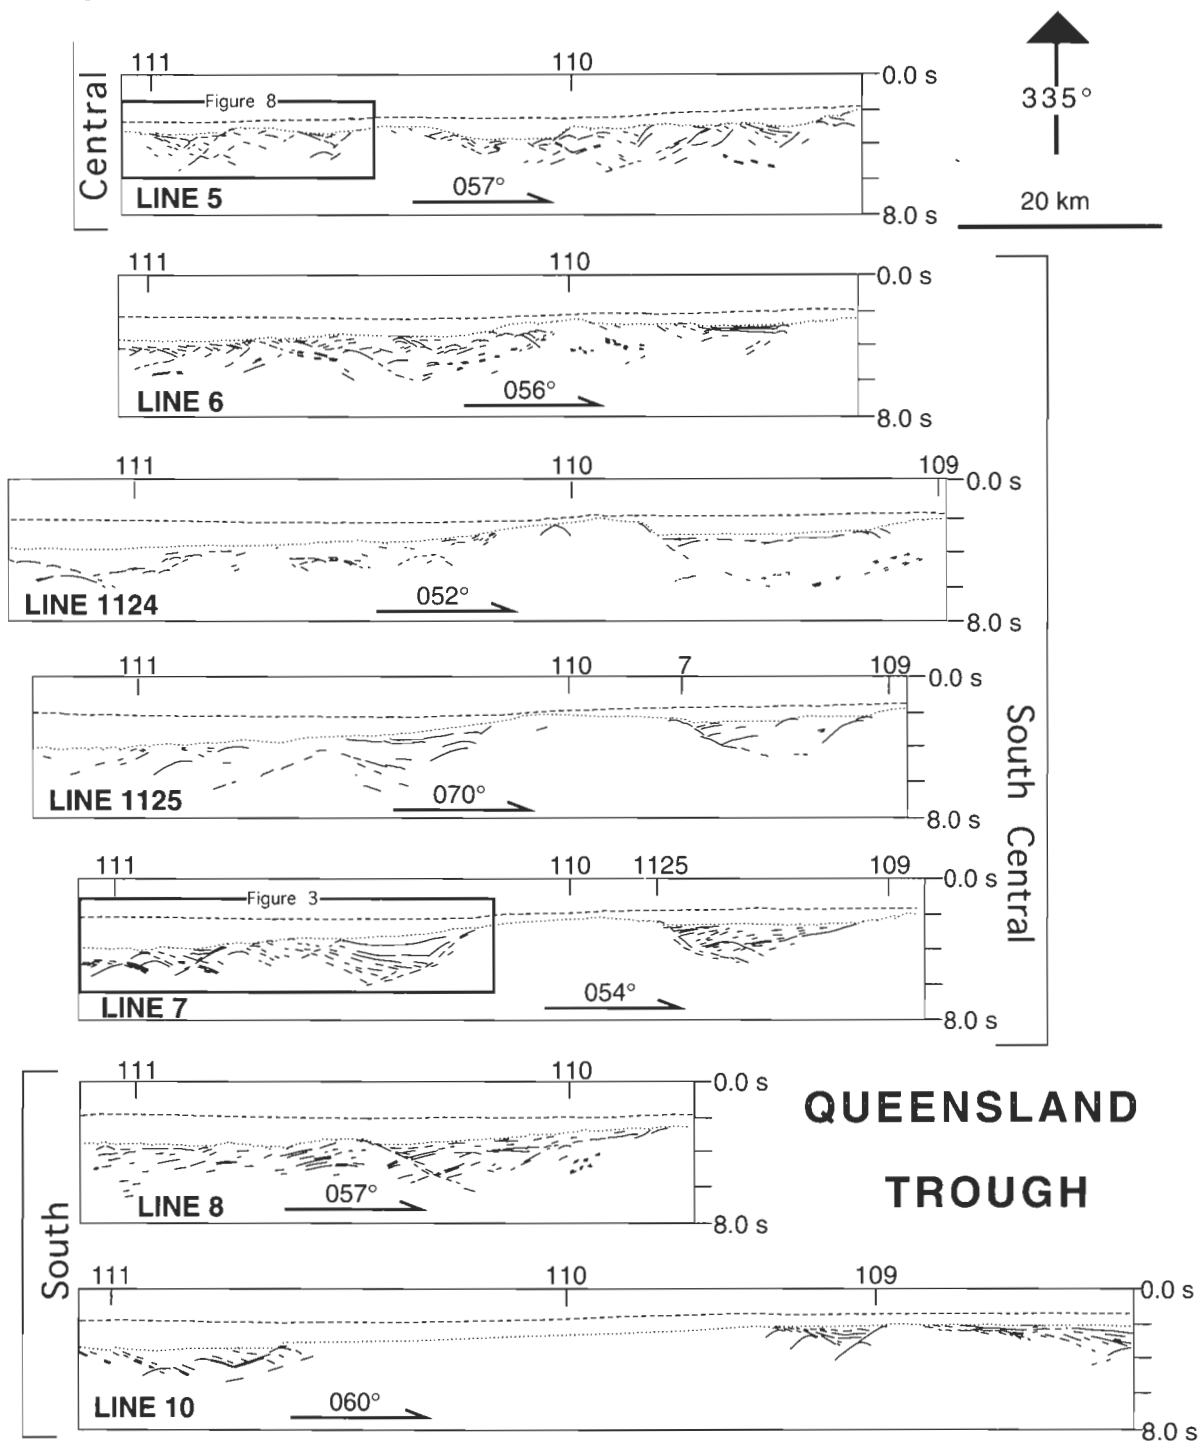 111 110
0.0 s
Figure 8
Central
LINE 5
057°
8.0 s
335°
20 km
111 110
0.0 s
LINE 6
056°
8.0 s
111 110 109
0.0 s
LINE 1124
052°
8.0 s
111 110 7 109
0.0 s
LINE 1125
070°
8.0 s
South Central
111 110 1125 109
0.0 s
Figure 3
LINE 7
054°
8.0 s
111 110
0.0 s
LINE 8
057°
8.0 s
QUEENSLAND
TROUGH
South
111 110 109
0.0 s
LINE 10
060°
8.0 s